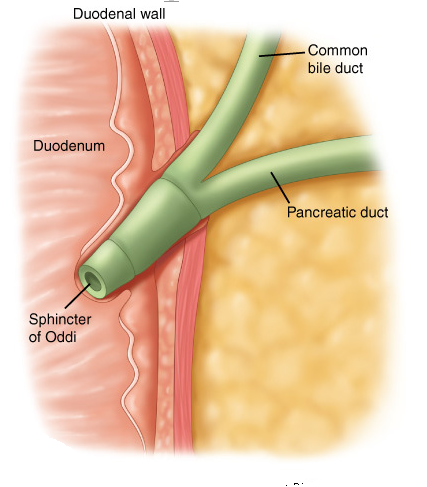 Duodenal wall
Common
bile duct
Duodenum
Pancreatic duct
Sphincter
of Oddi